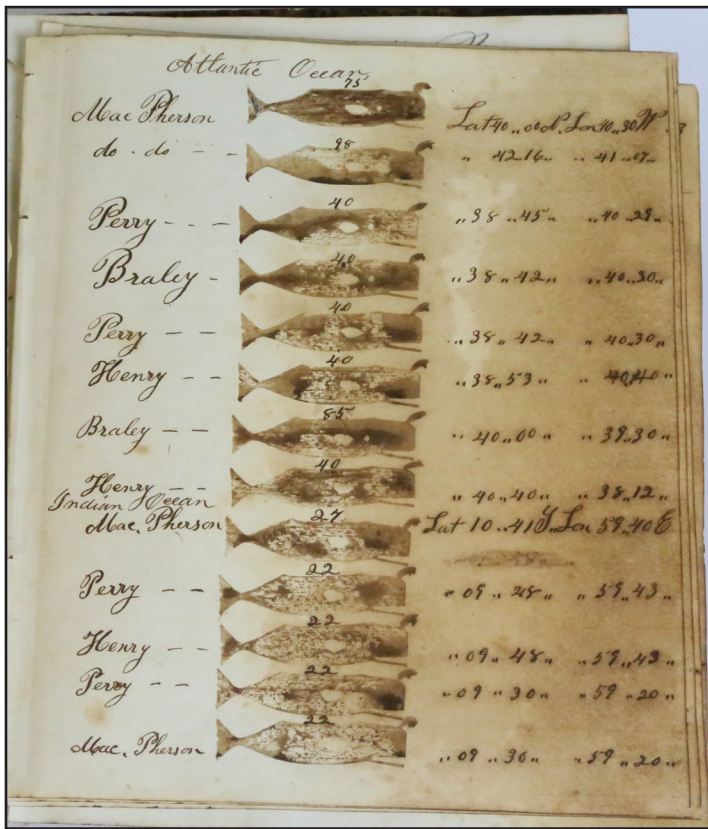 Atlantic Ocean
75
Mac Pherson Lat 40 ,, 00 N. Lon 40 ,, 30 W.
98
do . do - - ,, 42.16 ,, ,, 41 ,, 07 ,,
40
Perry - - - ,, 38 ,, 45 ,, ,, 40 ,, 29 ,,
40
Braley - ,, 38 ,, 42 ,, ,, 40 ,, 30 ,,
40
Perry - - ,, 38 ,, 42 ,, ,, 40 ,, 30 ,,
40
Henry - - ,, 38 ,, 53 ,, 40 ,, 40 ,,
85
Braley - - ,, 40 ,, 00 ,, ,, 39 ,, 30 ,,
40
Henry - - ,, 40 ,, 40 ,, ,, 38 ,, 12 ,,
Indian Ocean
27
Mac. Pherson Lat 10 ,, 41 S ,, Lon 59 ,, 40 E
22
Perry - - ,, 09 ,, 28 ,, ,, 59 ,, 43 ,,
22
Henry - - ,, 09 ,, 48 ,, ,, 59 ,, 43 ,,
22
Perry - - ,, 09 ,, 30 ,, ,, 59 ,, 20 ,,
22
Mac. Pherson ,, 09 ,, 30 ,, ,, 59 ,, 20 ,,